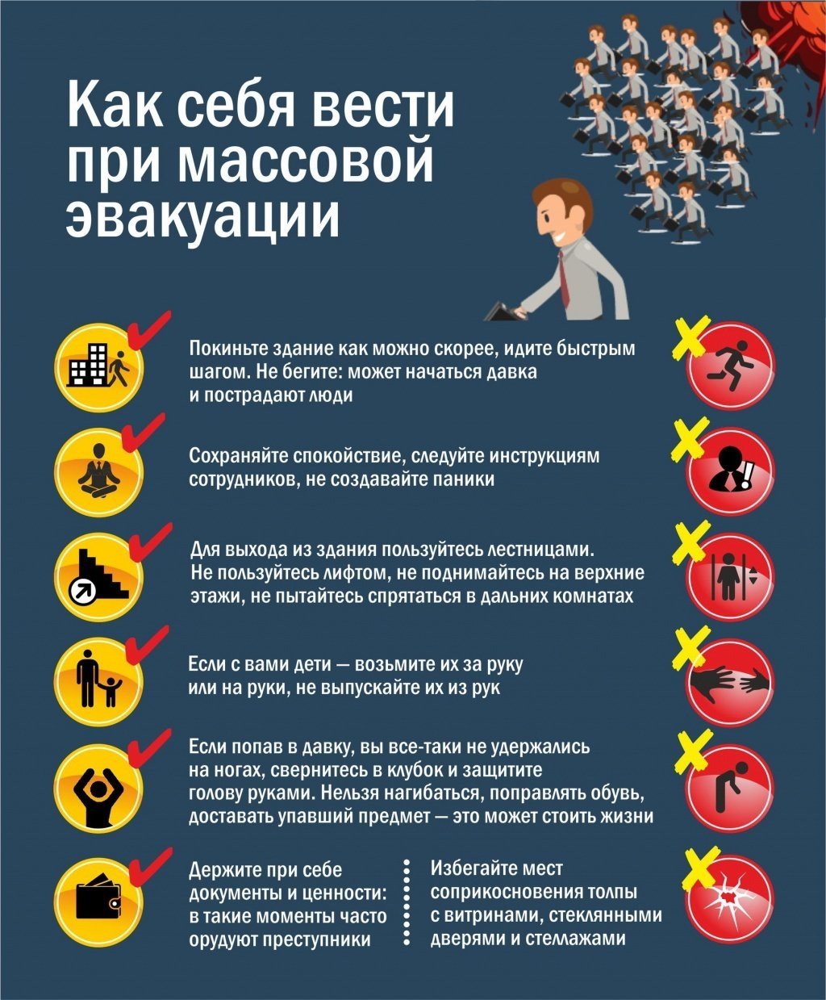 Как себя вести
при массовой
эвакуации
Покиньте здание как можно скорее, идите быстрым
шагом. Не бегите: может начаться давка
и пострадают люди
Сохраняйте спокойствие, следуйте инструкциям
сотрудников, не создавайте паники
Для выхода из здания пользуйтесь лестницами.
Не пользуйтесь лифтом, не поднимайтесь на верхние
этажи, не пытайтесь спрятаться в дальних комнатах
Если с вами дети — возьмите их за руку
или на руки, не выпускайте их из рук
Если попав в давку, вы все-таки не удержались
на ногах, свернитесь в клубок и защитите
голову руками. Нельзя нагибаться, поправлять обувь,
доставать упавший предмет — это может стоить жизни
Держите при себе
документы и ценности:
в такие моменты часто
орудуют преступники
Избегайте мест
соприкосновения толпы
с витринами, стеклянными
дверями и стеллажами